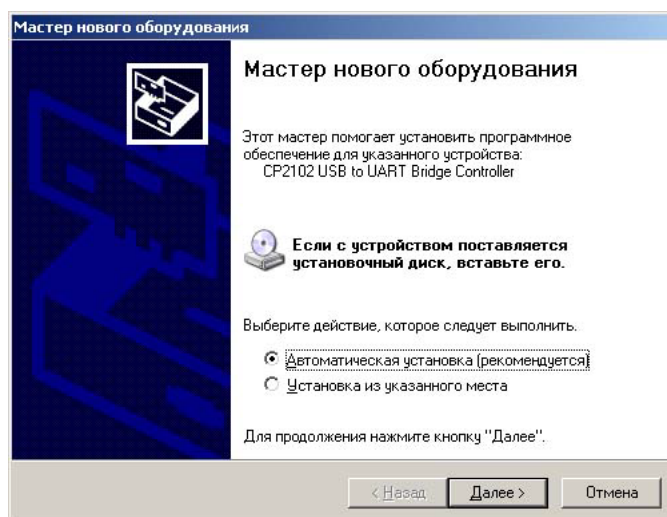 Мастер нового оборудования
Мастер нового оборудования
Этот мастер помогает установить программное
обеспечение для указанного устройства:
CP2102 USB to UART Bridge Controller
Если с устройством поставляется
установочный диск, вставьте его.
Выберите действие, которое следует выполнить.
Автоматическая установка (рекомендуется)
Установка из указанного места
Для продолжения нажмите кнопку "Далее".
< Назад Далее > Отмена